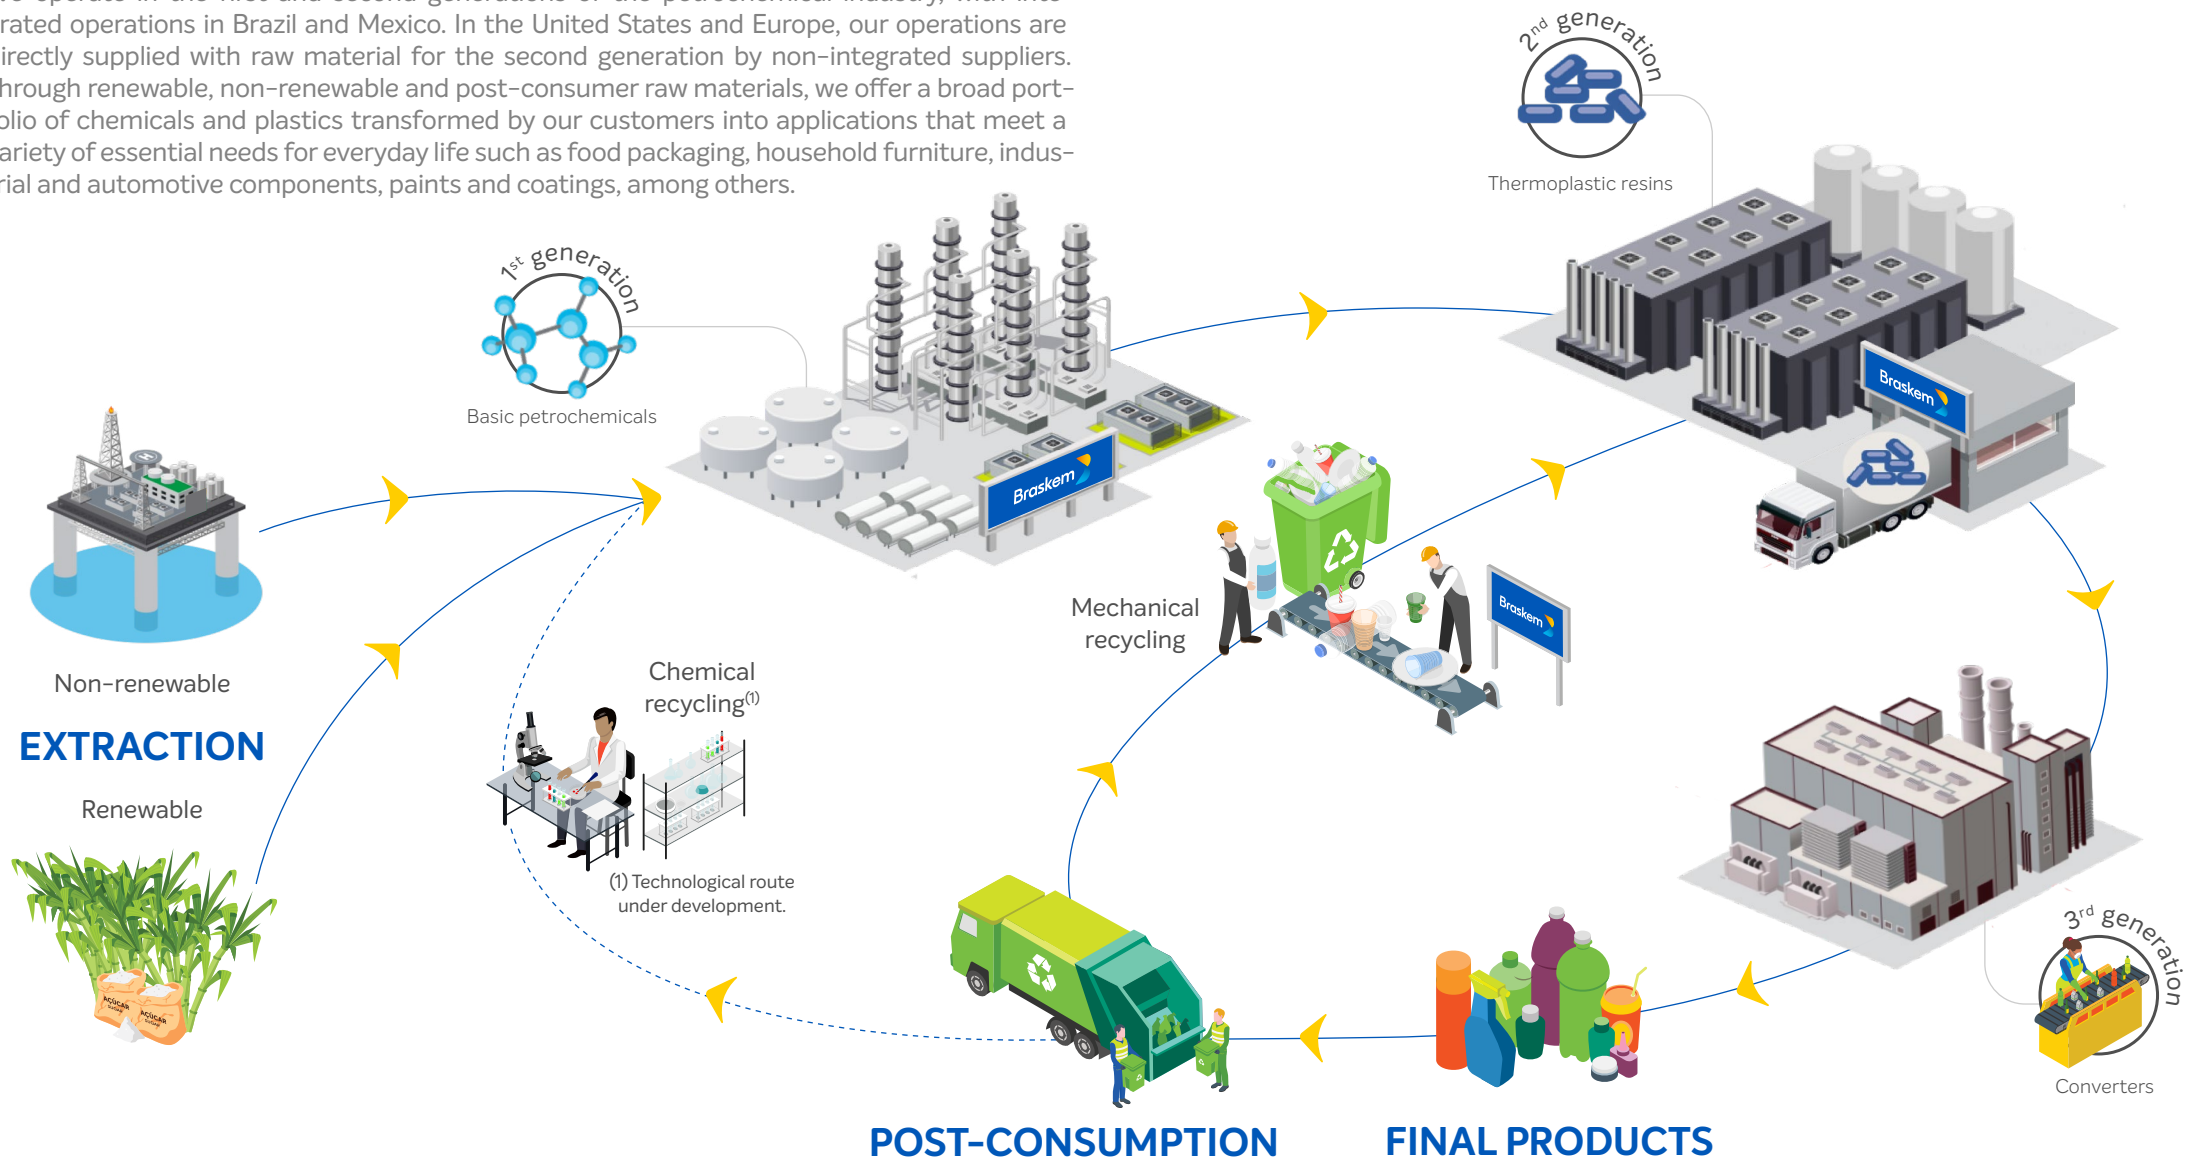 rated operations in Brazil and Mexico. In the United States and Europe, our operations are
directly supplied with raw material for the second generation by non-integrated suppliers.
hrough renewable, non-renewable and post-consumer raw materials, we offer a broad port-
olio of chemicals and plastics transformed by our customers into applications that meet a
ariety of essential needs for everyday life such as food packaging, household furniture, indus-
rial and automotive components, paints and coatings, among others.
2nd generation
Thermoplastic resins
1st generation
Basic petrochemicals
Braskem
Braskem
Non-renewable
EXTRACTION
Renewable
AÇÚCAR
SUGAR
AÇÚCAR
SUGAR
Chemical
recycling(1)
(1) Technological route
under development.
Mechanical
recycling
Braskem
3rd generation
Converters
POST-CONSUMPTION
FINAL PRODUCTS